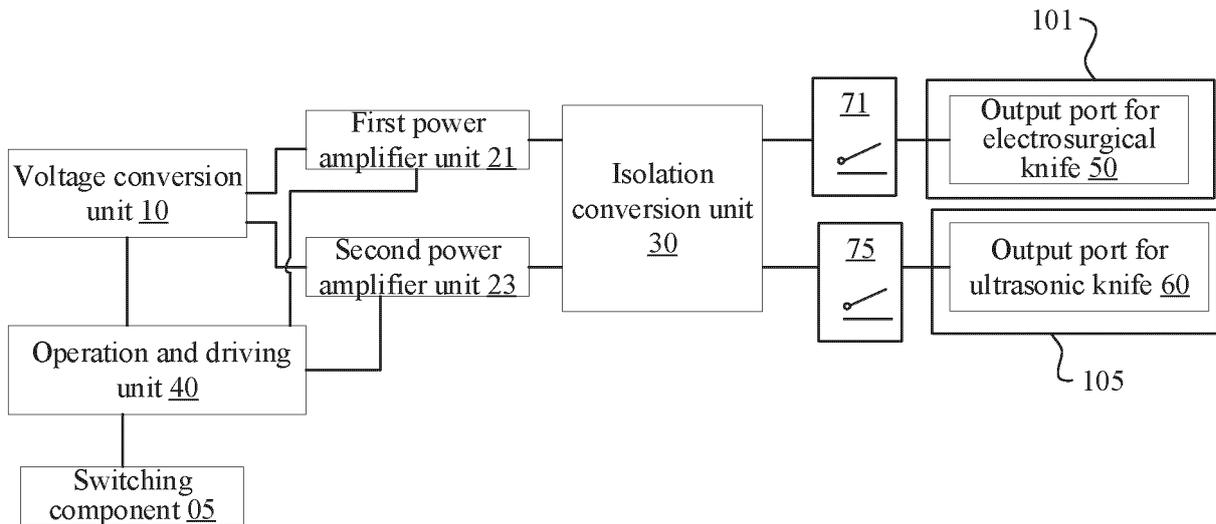 101
71
Output port for
electrosurgical
knife 50
First power
amplifier unit 21
Voltage conversion
unit 10
Isolation
conversion unit
30
Second power
amplifier unit 23
75
Output port for
ultrasonic knife 60
Operation and driving
unit 40
105
Switching
component 05